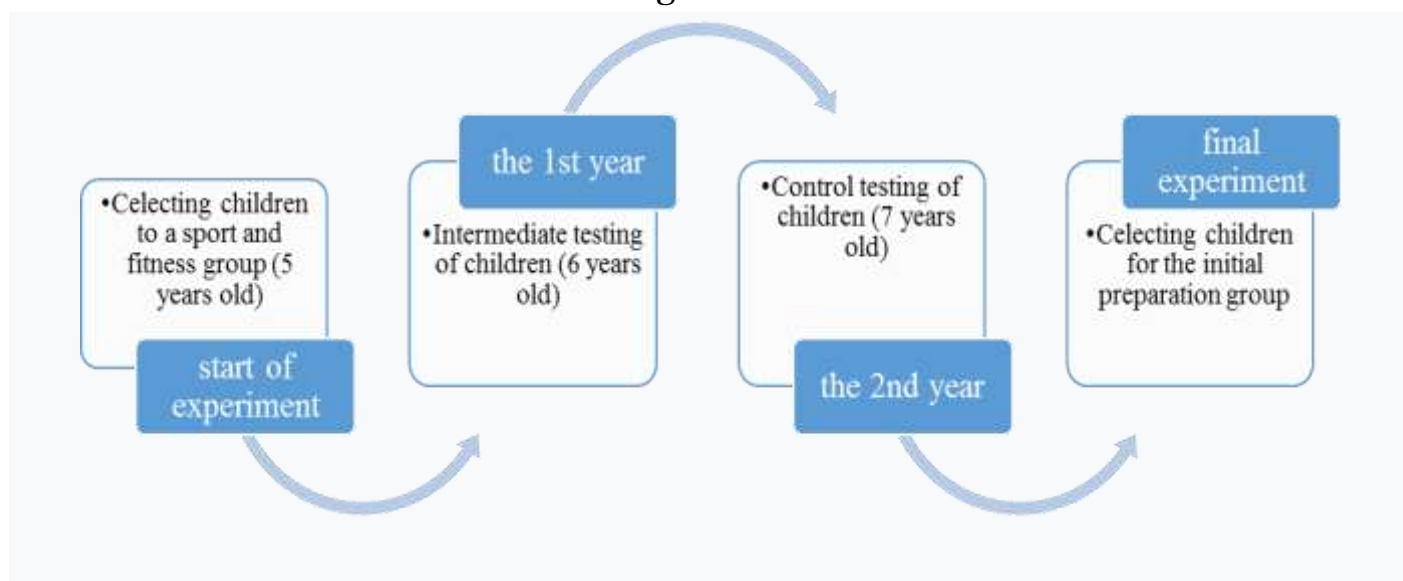 •Celecting children
to a sport and
fitness group (5
years old)
start of
experiment
the 1st year
•Intermediate testing
of children (6 years
old)
•Control testing of
children (7 years
old)
the 2nd year
final
experiment
•Celecting children
for the initial
preparation group